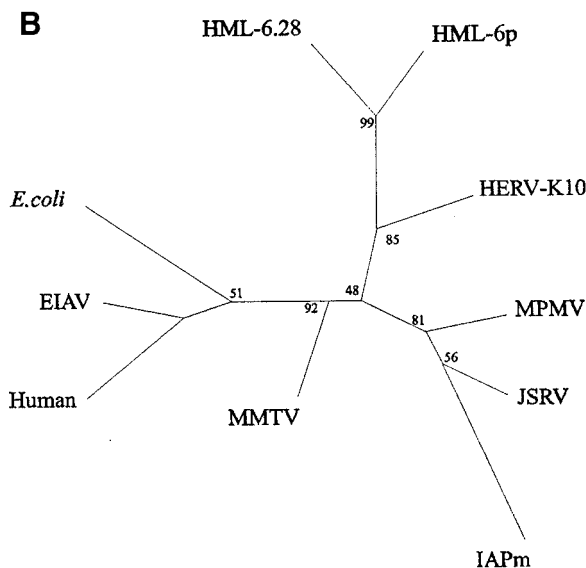 B
HML-6.28
HML-6p
99
E.coli
HERV-K10
85
EIAV
51
92
48
81
MPMV
56
Human
MMTV
JSRV
IAPm